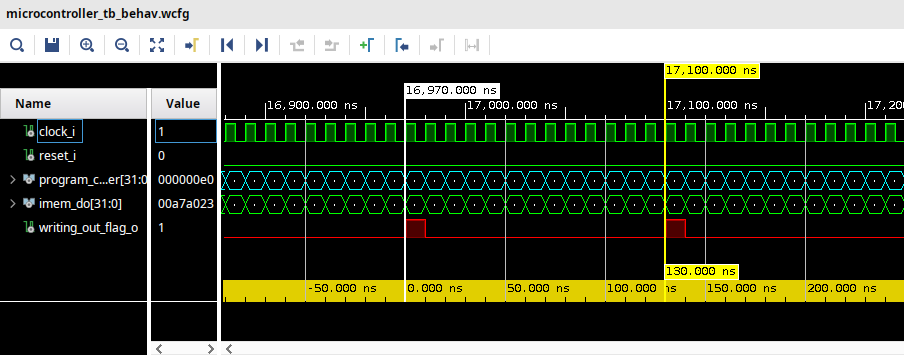 microcontroller_tb_behav.wcfg
17,100.000 ns
16,970.000 ns
Name Value
16,900.000 ns 17,000.000 ns 17,100.000 ns 17,200
clock_i 1
reset_i 0
program_c...er[31:0] 000000e0
imem_do[31:0] 00a7a023
writing_out_flag_o 1
130.000 ns
-50.000 ns 0.000 ns 50.000 ns 100.000 ns 150.000 ns 200.000 ns